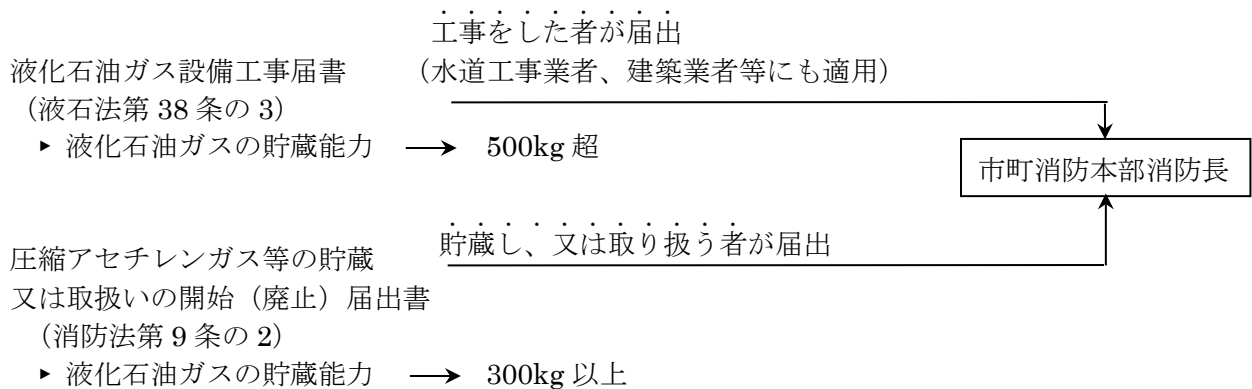 工事をした者が届出
液化石油ガス設備工事届書 （水道工事業者、建築業者等にも適用）
（液石法第 38 条の 3）
▶ 液化石油ガスの貯蔵能力 → 500kg 超
市町消防本部消防長
貯蔵し、又は取り扱う者が届出
圧縮アセチレンガス等の貯蔵
又は取扱いの開始（廃止）届出書
（消防法第 9 条の 2）
▶ 液化石油ガスの貯蔵能力 → 300kg 以上